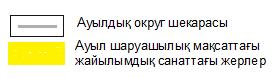 Ауылдық округ шекарасы
Ауыл шаруашылық мақсаттағы
жайылымдық санаттағы жерлер